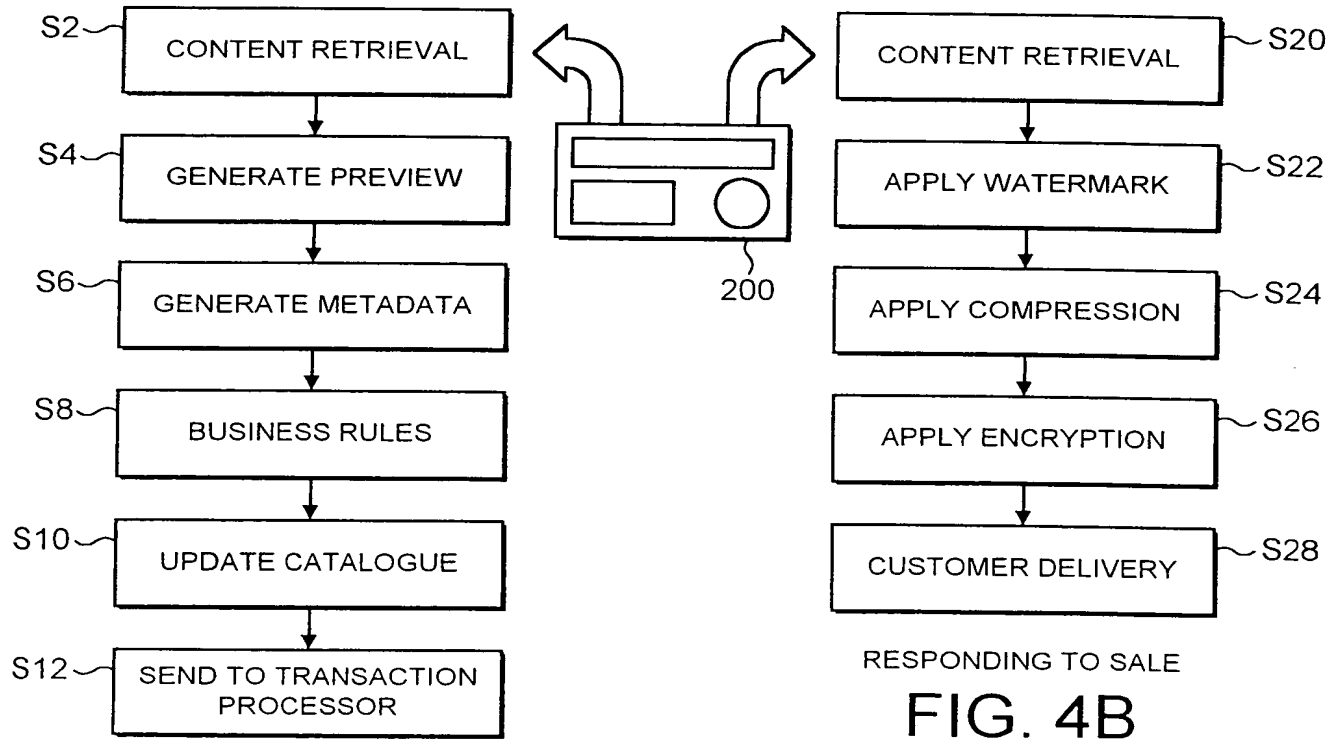 S2
CONTENT RETRIEVAL
S4
GENERATE PREVIEW
S6
GENERATE METADATA
S8
BUSINESS RULES
S10
UPDATE CATALOGUE
S12
SEND TO TRANSACTION
PROCESSOR
200
CONTENT RETRIEVAL
S20
APPLY WATERMARK
S22
APPLY COMPRESSION
S24
APPLY ENCRYPTION
S26
CUSTOMER DELIVERY
S28
RESPONDING TO SALE
FIG. 4B